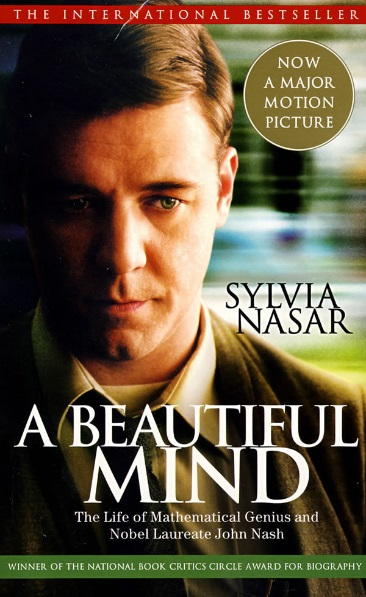 THE INTERNATIONAL BESTSELLER
NOW
A MAJOR
MOTION
PICTURE
SYLVIA
NASAR
A BEAUTIFUL
MIND
The Life of Mathematical Genius and
Nobel Laureate John Nash
WINNER OF THE NATIONAL BOOK CRITICS CIRCLE AWARD FOR BIOGRAPHY